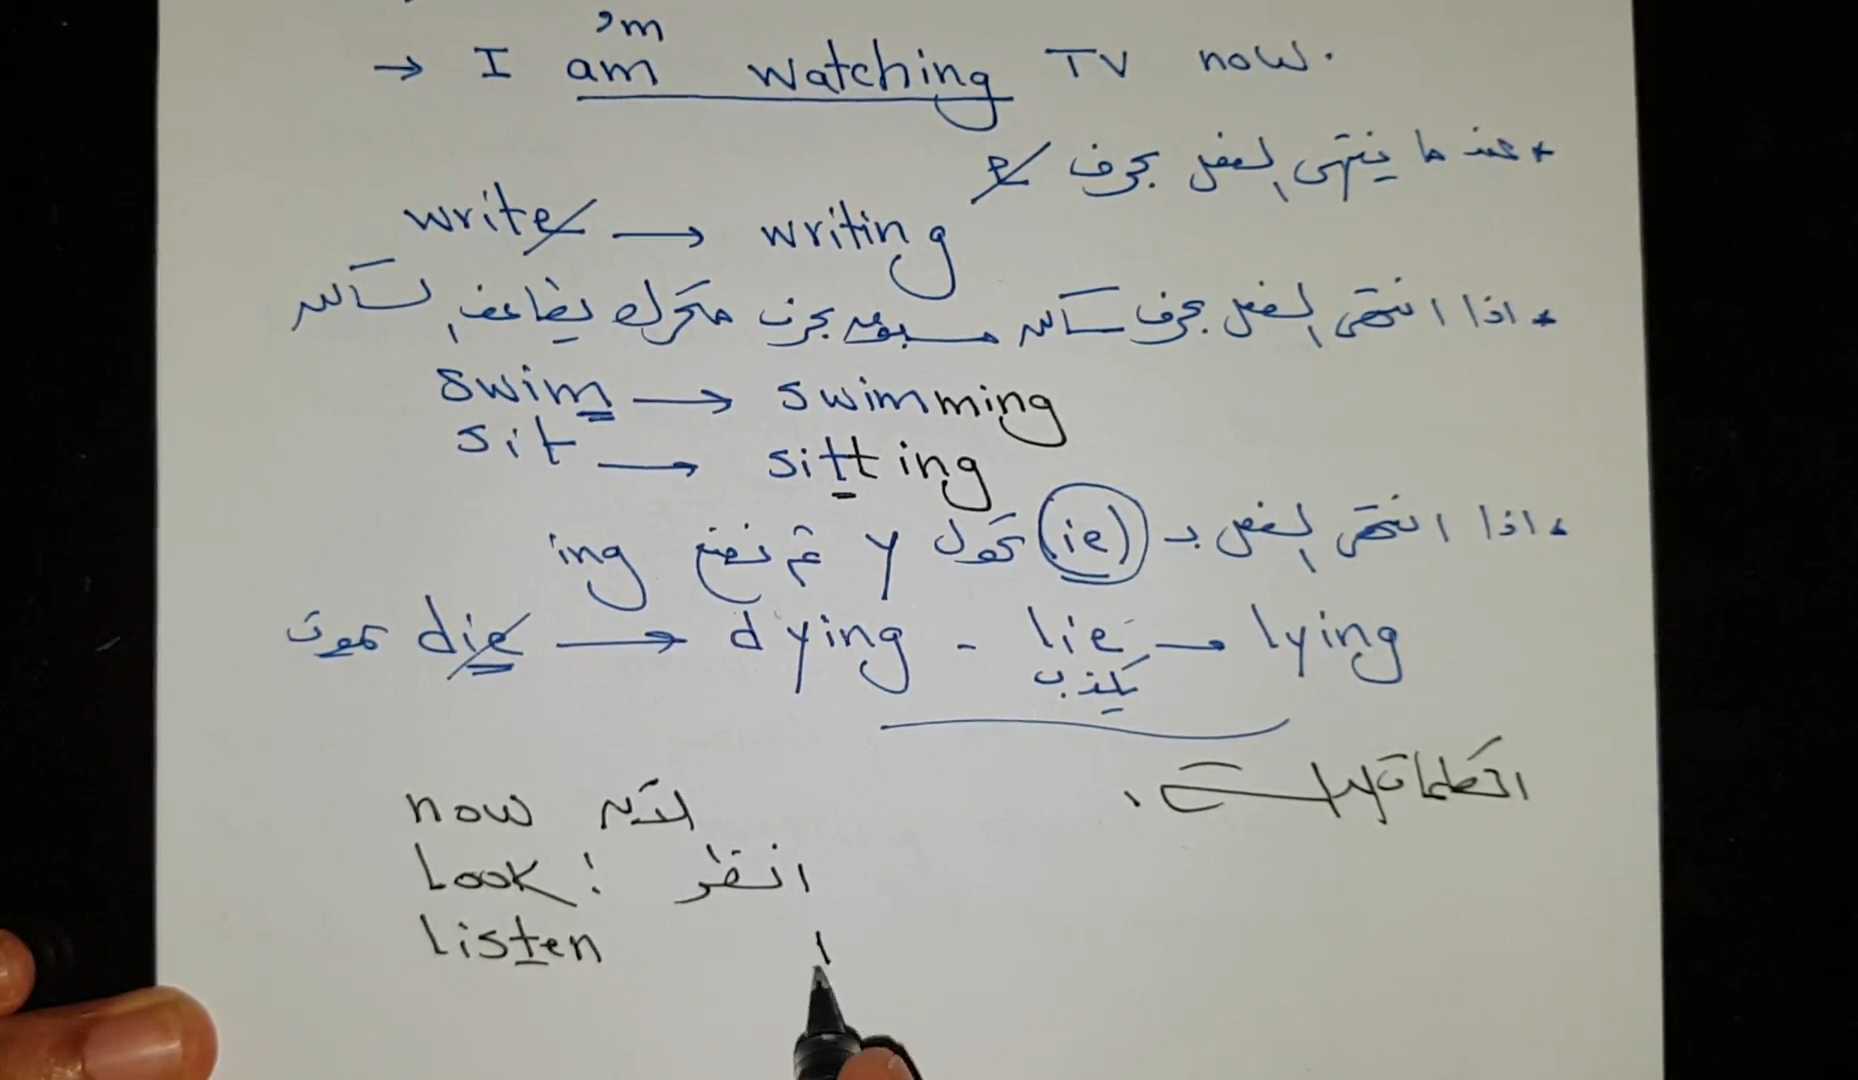 'm
→ I am watching TV now.
* عندما ينتهي الفعل بحرف e
write → writing
* اذا انتهى الفعل بحرف ساكن مسبوق بحرف متحرك يضاعف الساكن
swim → swimming
sit → sitting
* اذا انتهى الفعل بـ (ie) تحول y ثم نضع ing
يموت die → dying - lie → lying
يكذب
الكلمات الدالة
now الآن
Look! انظر
Listen ا